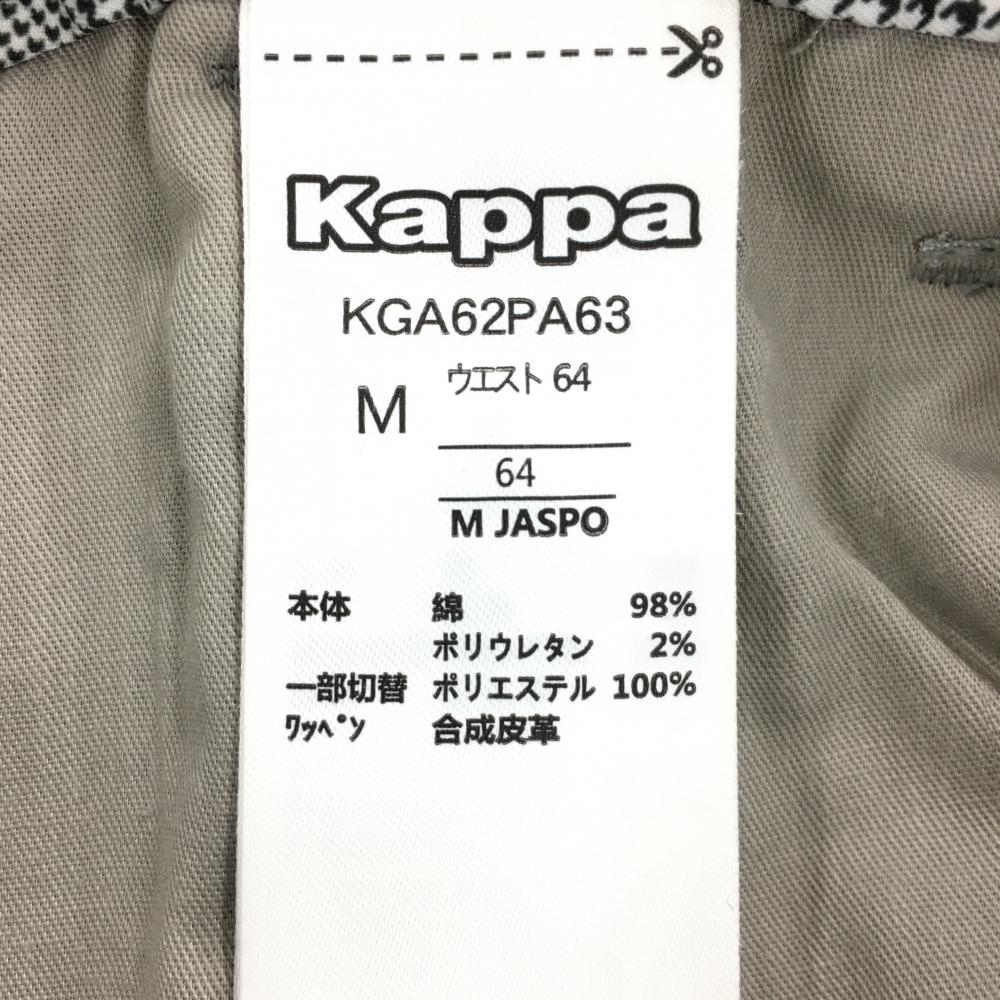 Kappa
KGA62PA63
M ウエスト 64
64
M JASPO
本体 綿 98%
ポリウレタン 2%
一部切替 ポリエステル 100%
ﾜｯﾍﾟﾝ 合成皮革